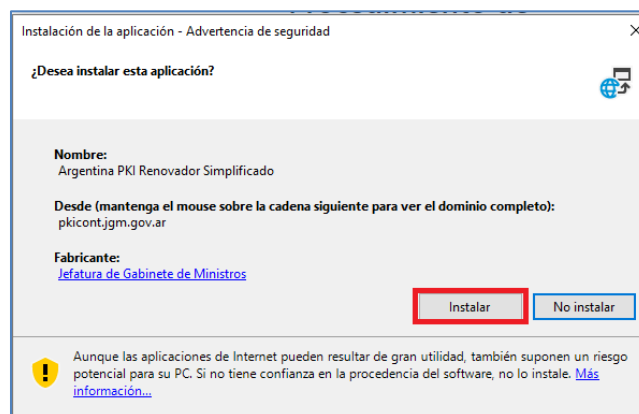 Instalación de la aplicación - Advertencia de seguridad
¿Desea instalar esta aplicación?
Nombre:
Argentina PKI Renovador Simplificado
Desde (mantenga el mouse sobre la cadena siguiente para ver el dominio completo):
pkicont.jgm.gov.ar
Fabricante:
Jefatura de Gabinete de Ministros
Instalar
No instalar
Aunque las aplicaciones de Internet pueden resultar de gran utilidad, también suponen un riesgo
potencial para su PC. Si no tiene confianza en la procedencia del software, no lo instale. Más
información...